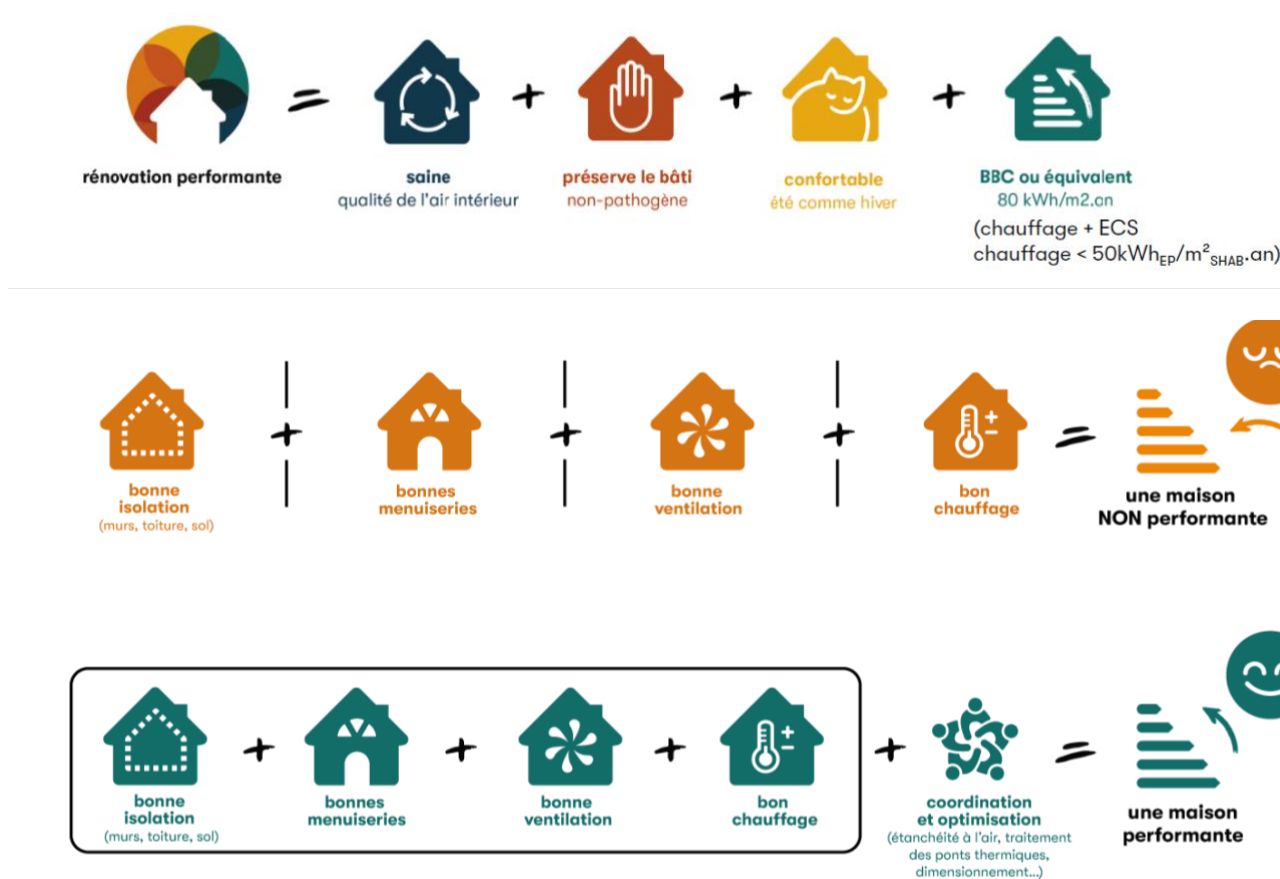 rénovation performante
saine
qualité de l'air intérieur
préserve le bâti
non-pathogène
confortable
été comme hiver
BBC ou équivalent
80 kWh/m2.an
(chauffage + ECS
chauffage < 50kWhEP/m²SHAB.an)
bonne
isolation
(murs, toiture, sol)
bonnes
menuiseries
bonne
ventilation
bon
chauffage
une maison
NON performante
bonne
isolation
(murs, toiture, sol)
bonnes
menuiseries
bonne
ventilation
bon
chauffage
coordination
et optimisation
(étanchéité à l'air, traitement
des ponts thermiques,
dimensionnement...)
une maison
performante